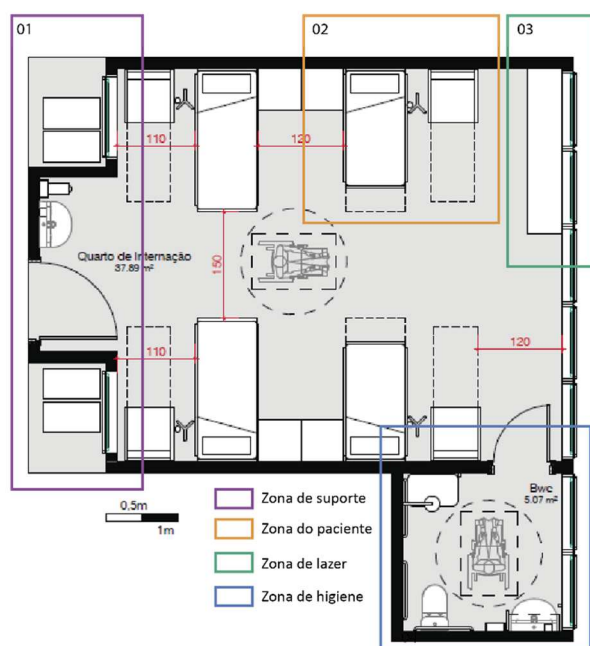 01
02
03
110
120
Quarto de Internação
37.89 m²
150
110
120
Bwc
5.07 m²
0,5m
1m
Zona de suporte
Zona do paciente
Zona de lazer
Zona de higiene